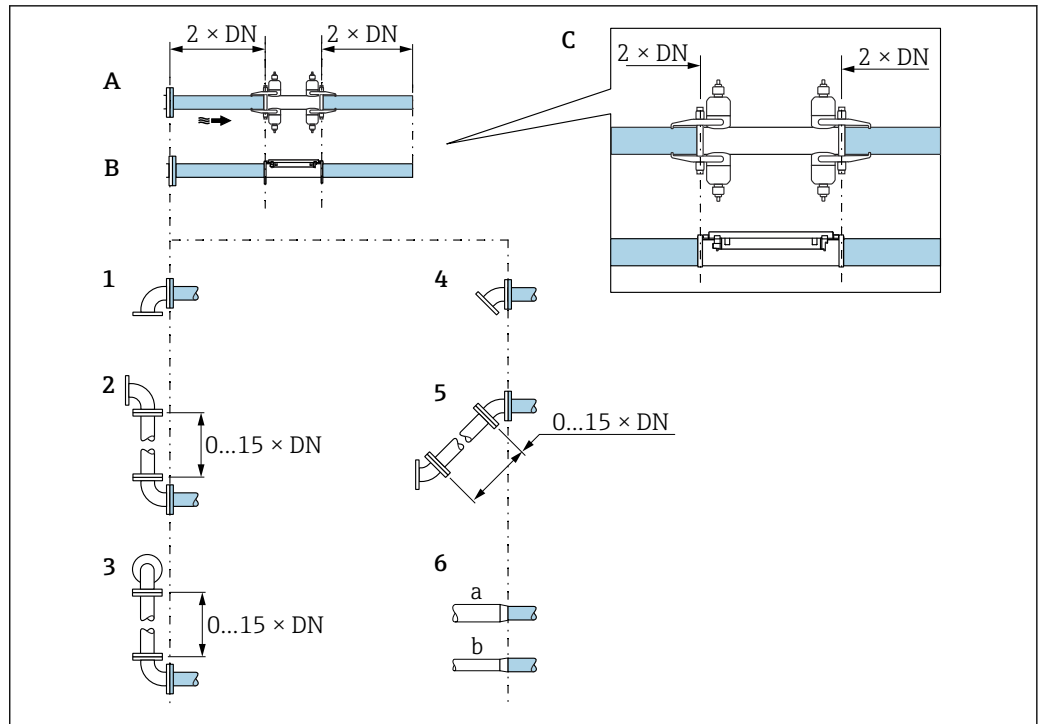 2 × DN 2 × DN
A
B
C
2 × DN 2 × DN
1
4
2
0...15 × DN
5
0...15 × DN
3
0...15 × DN
6
a
b